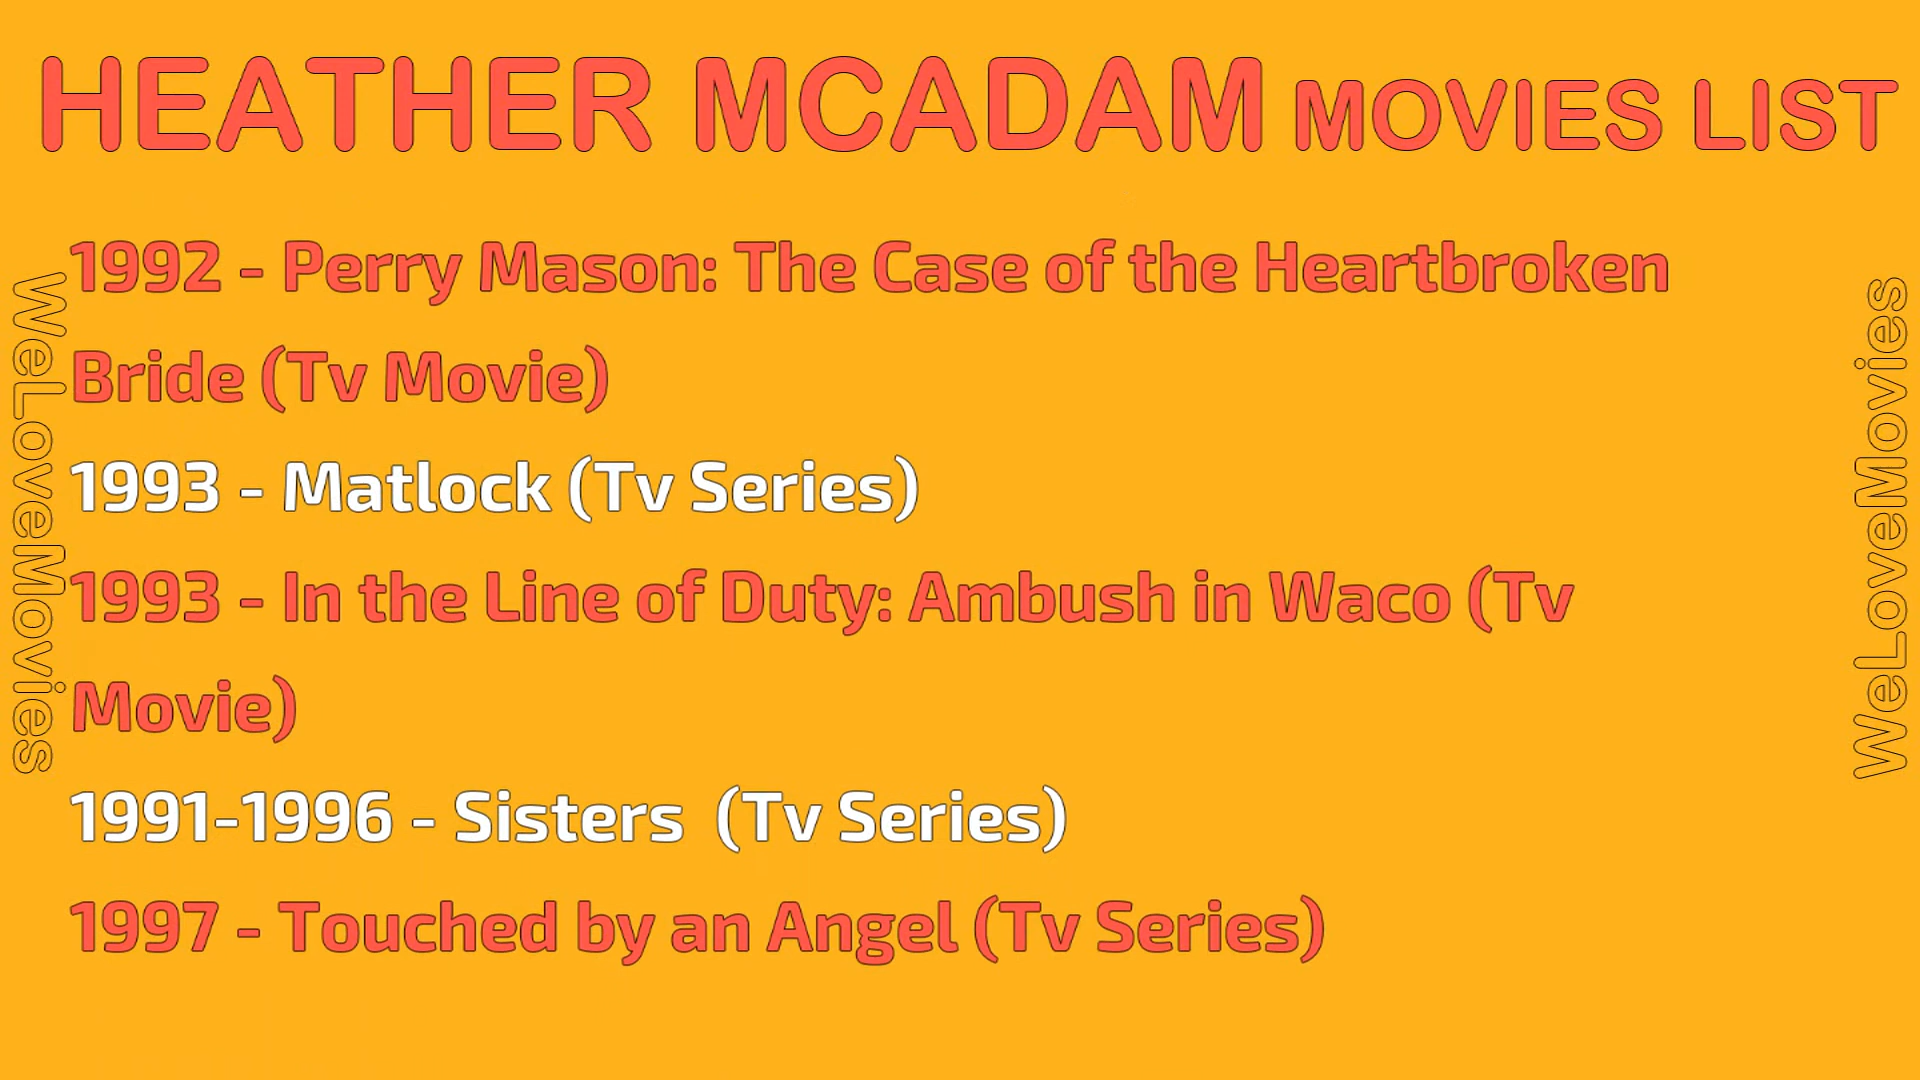 HEATHER MCADAM MOVIES LIST
1992 - Perry Mason: The Case of the Heartbroken
Bride (Tv Movie)
1993 - Matlock (Tv Series)
1993 - In the Line of Duty: Ambush in Waco (Tv
Movie)
1991-1996 - Sisters  (Tv Series)
1997 - Touched by an Angel (Tv Series)
WeLoveMovies
WeLoveMovies